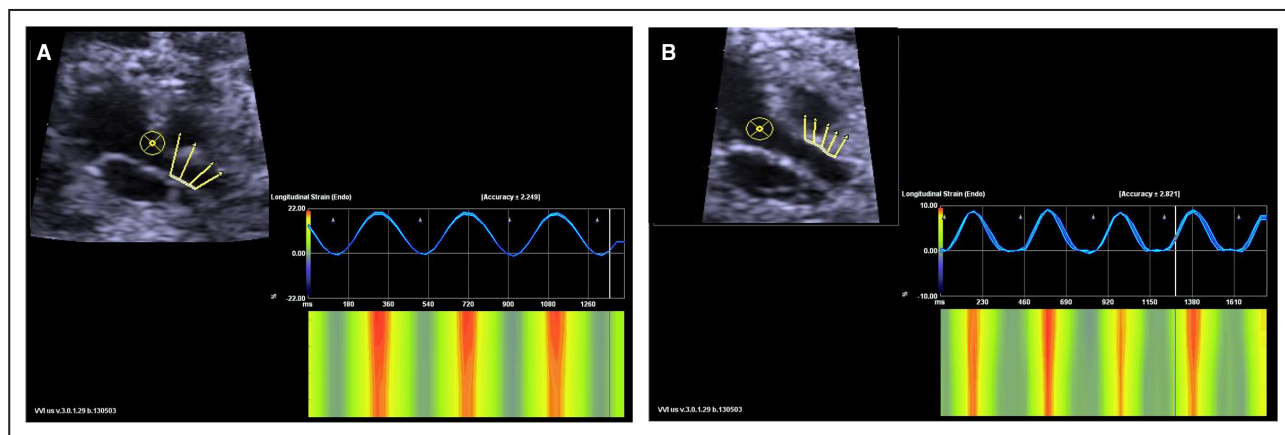 A
Longitudinal Strain (Endo) [Accuracy ± 2.249]
22.00
0.00
-22.00
%
ms 180 360 540 720 900 1080 1260
VVI us v.3.0.1.29 b.130503
B
Longitudinal Strain (Endo) [Accuracy ± 2.821]
10.00
0.00
-10.00
%
ms 230 460 690 920 1150 1380 1610
VVI us v.3.0.1.29 b.130503